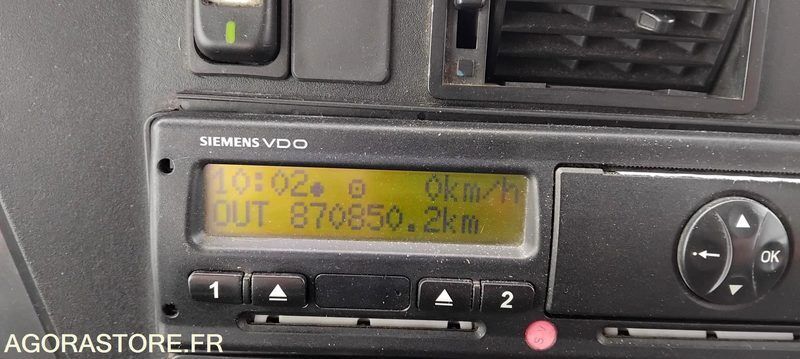 SIEMENS VDO
10:02 0km/h
OUT 870850.2km
1 2 OK
AGORASTORE.FR